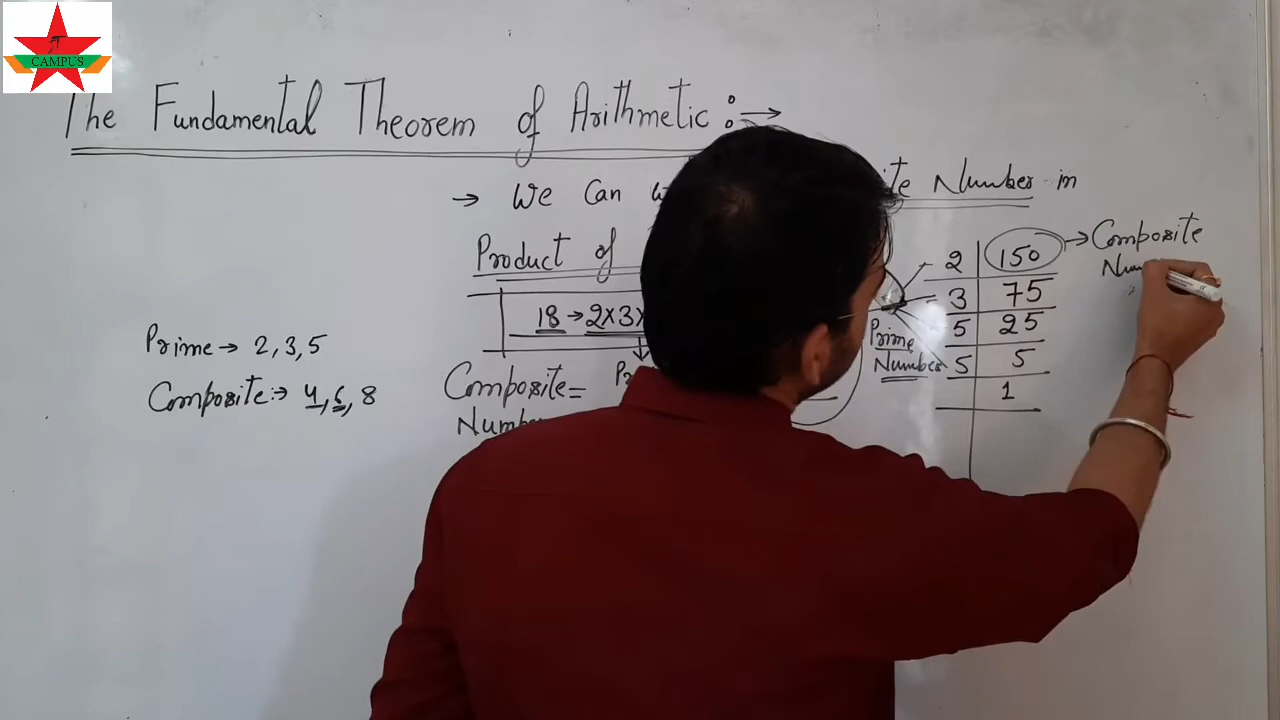 π CAMPUS
The Fundamental Theorem of Arithmetic :→
→ We Can Number in
Product of
18 → 2×3×
Composite =
Number
Prime → 2, 3, 5
Composite :→ 4, 6, 8
Prime
Number
2 | 150 → Composite
3 | 75
5 | 25
5 | 5
1